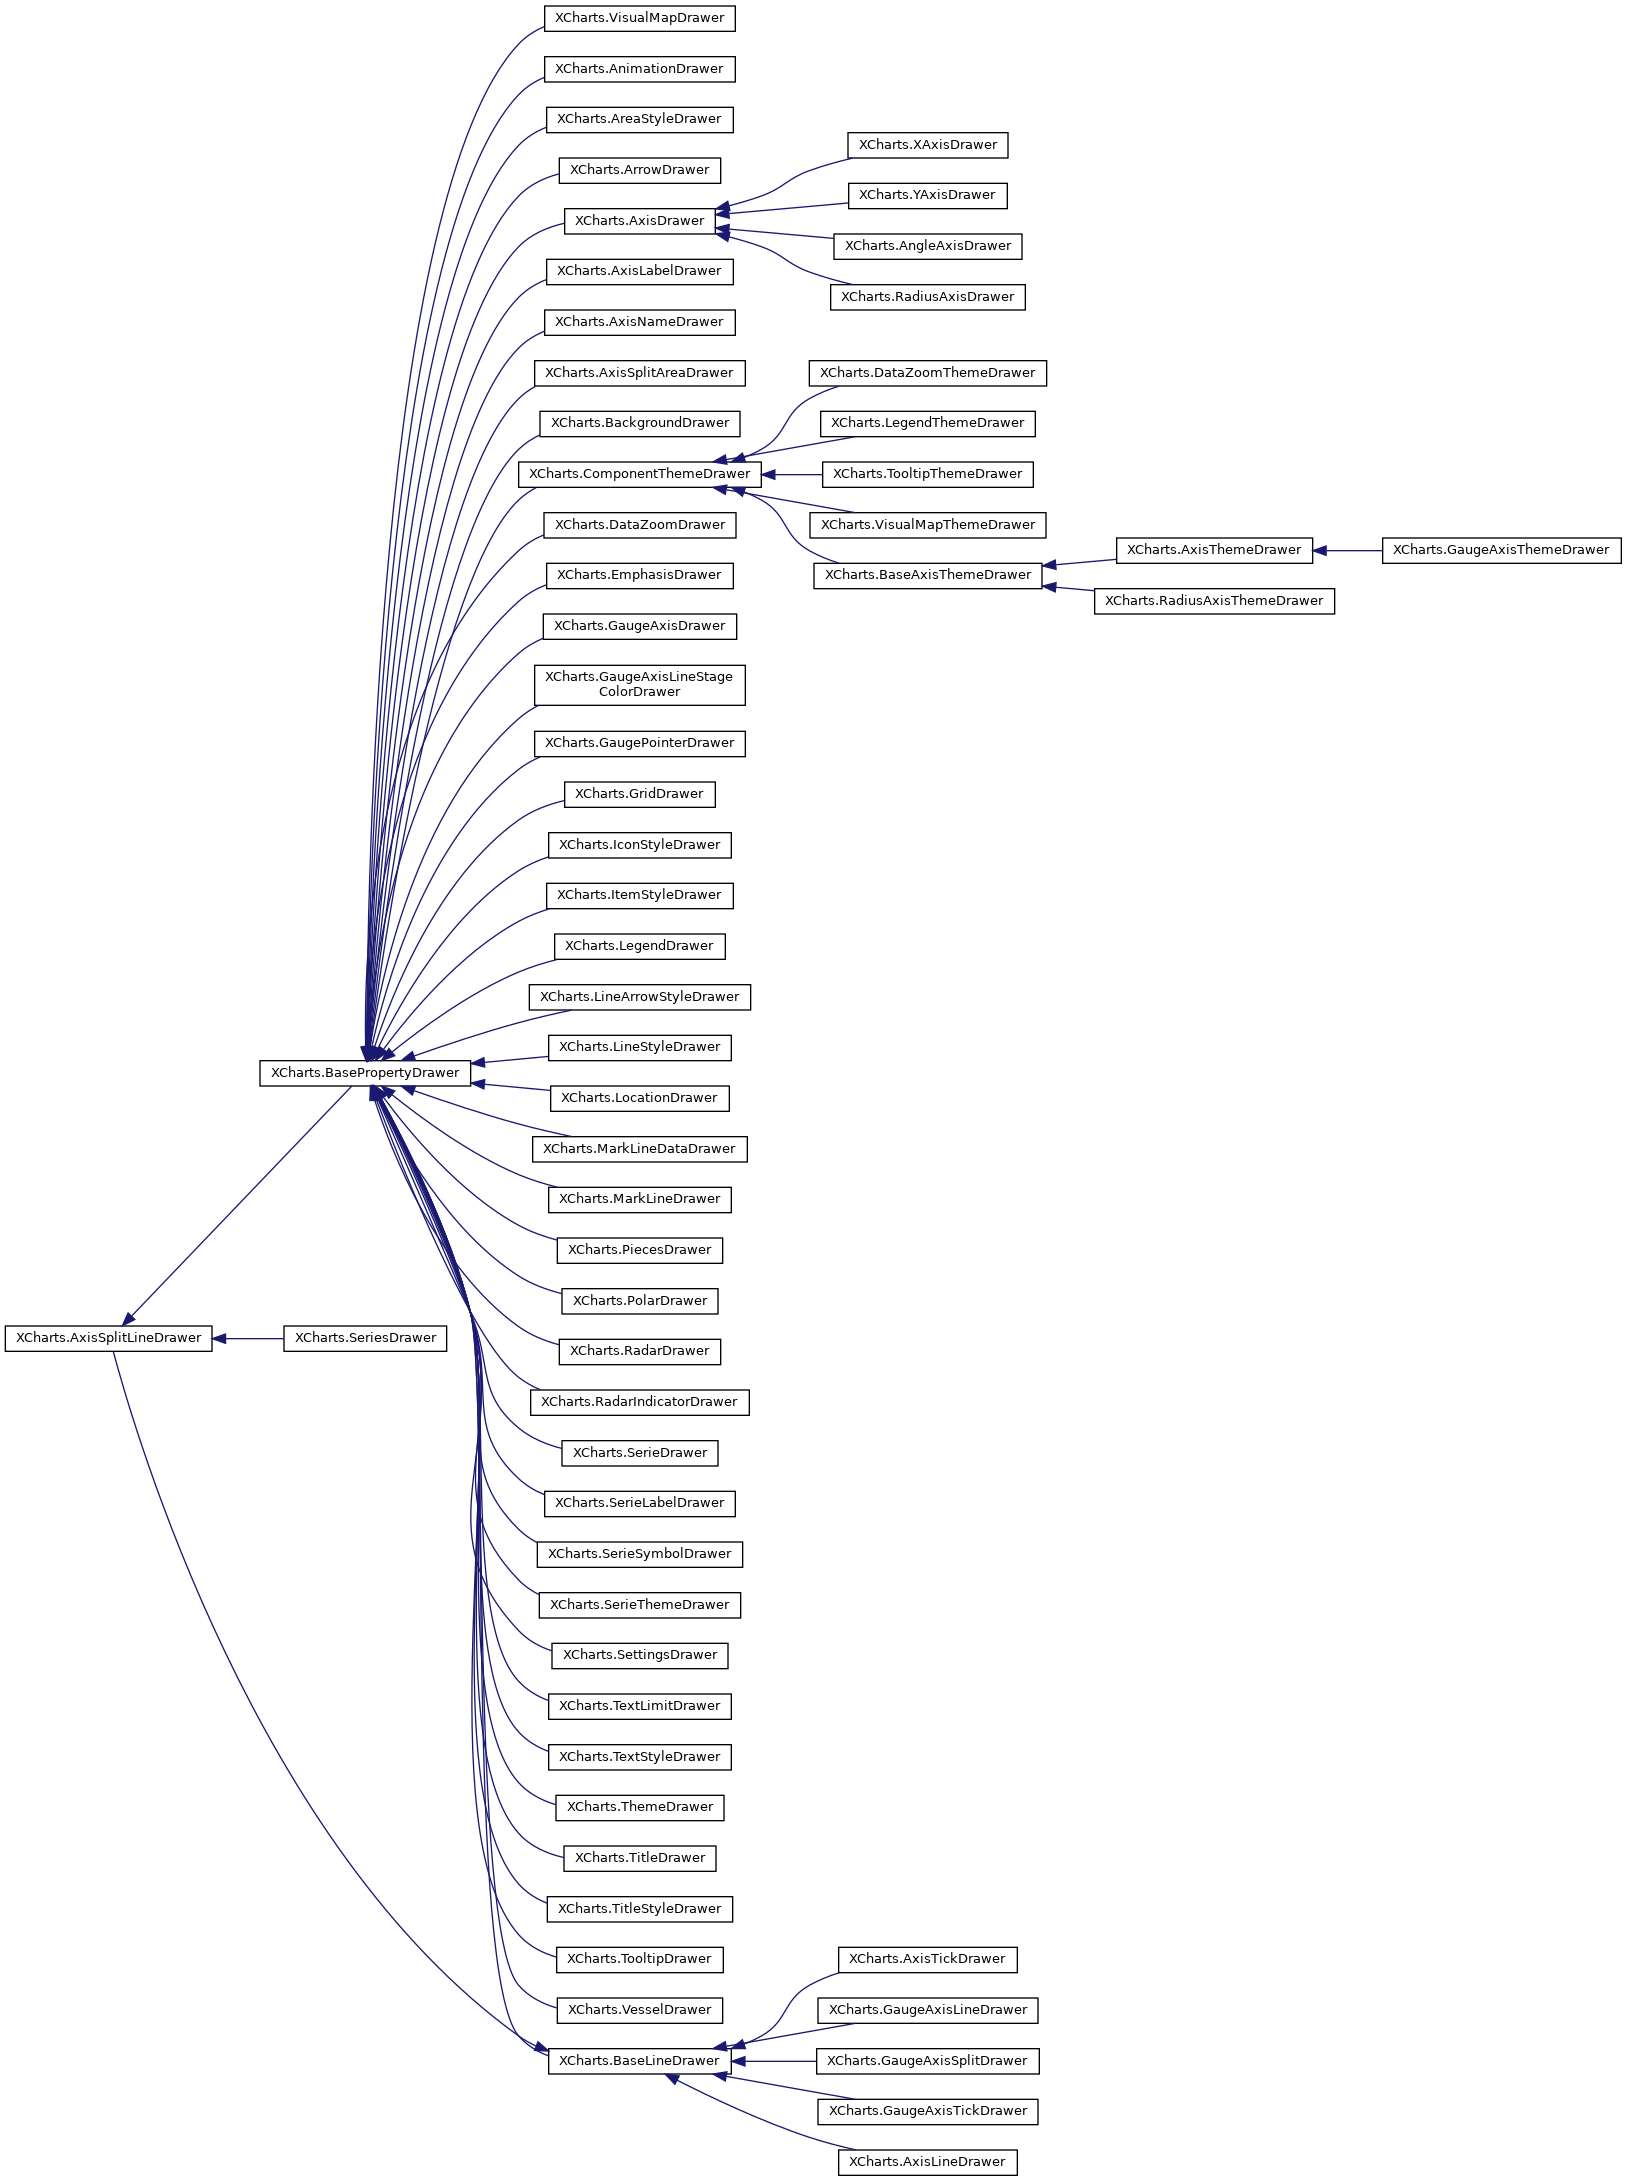 XCharts.VisualMapDrawer
XCharts.AnimationDrawer
XCharts.AreaStyleDrawer
XCharts.ArrowDrawer
XCharts.AxisDrawer
XCharts.XAxisDrawer
XCharts.YAxisDrawer
XCharts.AngleAxisDrawer
XCharts.RadiusAxisDrawer
XCharts.AxisLabelDrawer
XCharts.AxisNameDrawer
XCharts.AxisSplitAreaDrawer
XCharts.BackgroundDrawer
XCharts.ComponentThemeDrawer
XCharts.DataZoomThemeDrawer
XCharts.LegendThemeDrawer
XCharts.TooltipThemeDrawer
XCharts.VisualMapThemeDrawer
XCharts.BaseAxisThemeDrawer
XCharts.AxisThemeDrawer
XCharts.GaugeAxisThemeDrawer
XCharts.RadiusAxisThemeDrawer
XCharts.DataZoomDrawer
XCharts.EmphasisDrawer
XCharts.GaugeAxisDrawer
XCharts.GaugeAxisLineStage
ColorDrawer
XCharts.GaugePointerDrawer
XCharts.GridDrawer
XCharts.IconStyleDrawer
XCharts.ItemStyleDrawer
XCharts.LegendDrawer
XCharts.LineArrowStyleDrawer
XCharts.LineStyleDrawer
XCharts.BasePropertyDrawer
XCharts.LocationDrawer
XCharts.MarkLineDataDrawer
XCharts.MarkLineDrawer
XCharts.PiecesDrawer
XCharts.PolarDrawer
XCharts.AxisSplitLineDrawer
XCharts.SeriesDrawer
XCharts.RadarDrawer
XCharts.RadarIndicatorDrawer
XCharts.SerieDrawer
XCharts.SerieLabelDrawer
XCharts.SerieSymbolDrawer
XCharts.SerieThemeDrawer
XCharts.SettingsDrawer
XCharts.TextLimitDrawer
XCharts.TextStyleDrawer
XCharts.ThemeDrawer
XCharts.TitleDrawer
XCharts.TitleStyleDrawer
XCharts.TooltipDrawer
XCharts.VesselDrawer
XCharts.BaseLineDrawer
XCharts.AxisTickDrawer
XCharts.GaugeAxisLineDrawer
XCharts.GaugeAxisSplitDrawer
XCharts.GaugeAxisTickDrawer
XCharts.AxisLineDrawer